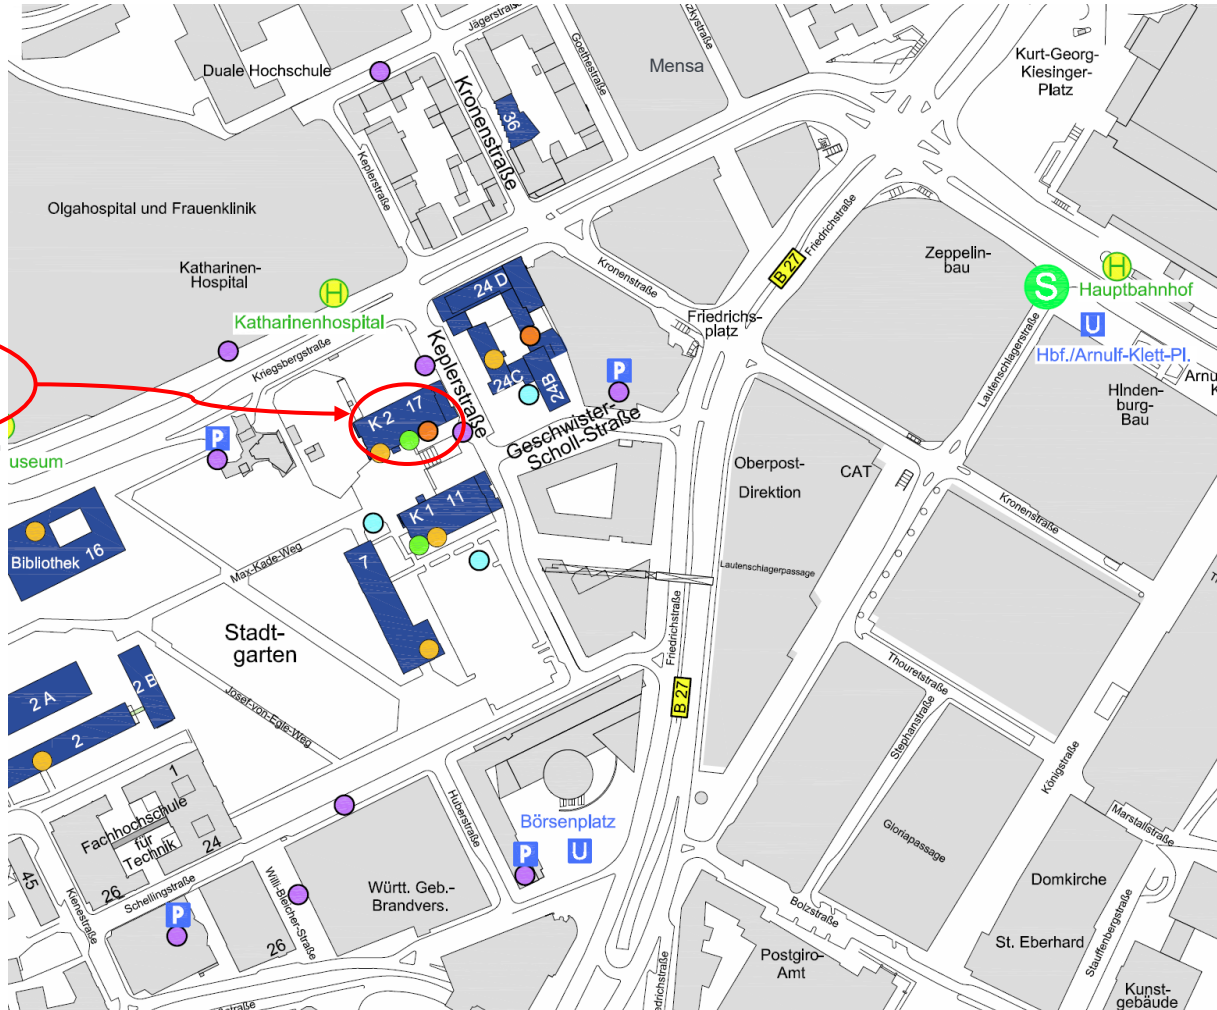 Jägerstraße
Goethestraße
Mensa
Kurt-Georg-
Kiesinger-
Platz
Duale Hochschule
Kronenstraße
36
Keplerstraße
Olgahospital und Frauenklinik
Katharinen-
Hospital
H
Katharinenhospital
Kriegsbergstraße
Kronenstraße
B 27
Friedrichstraße
Zeppelin-
bau
S
H
Hauptbahnhof
U
Hbf./Arnulf-Klett-Pl.
Friedrichs-
platz
Lautenschlagerstraße
24 D
24C
24B
Keplerstraße
P
HIndenburg-
burg-
Bau
K 2 17
Geschwister-
Scholl-Straße
P
useum
Oberpost-
Direktion
CAT
Kronenstraße
K 1 11
Bibliothek 16
Max-Kade-Weg
7
Lautenschlagerpassage
Friedrichstraße
Stadt-
garten
Thouretstraße
2 A
2 B
2
Josef-von-Egle-Weg
B 27
Stephanstraße
Königstraße
1
Fachhochschule
für
Technik
24
26
Huberstraße
Börsenplatz
U
P
Gloriapassage
Marstallstraße
45
Kienestraße
Schellingstraße
P
Willi-Bleicher-Straße
26
Württ. Geb.-
Brandvers.
Bolzstraße
Domkirche
St. Eberhard
Stauffenbergstraße
Postgiro-
Amt
Kunst-
gebäude